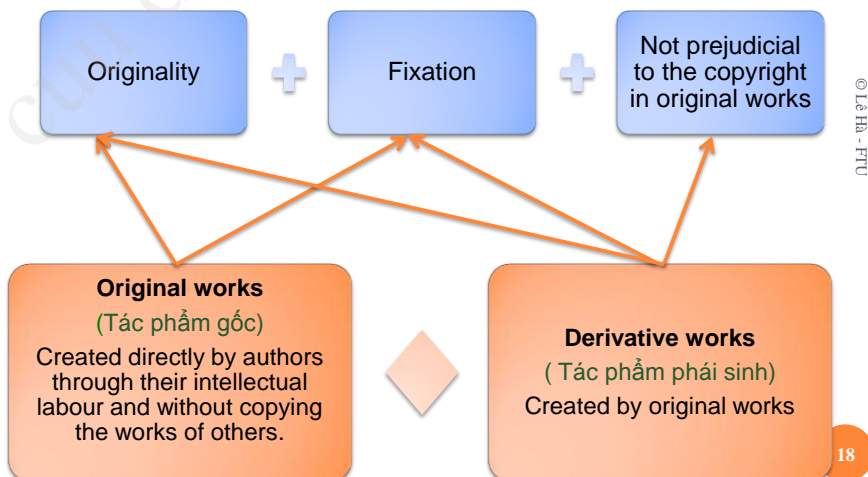 Originality
Fixation
Not prejudicial
to the copyright
in original works
© Lê Hà - FTU
Original works
(Tác phẩm gốc)
Created directly by authors
through their intellectual
labour and without copying
the works of others.
Derivative works
( Tác phẩm phái sinh)
Created by original works
18